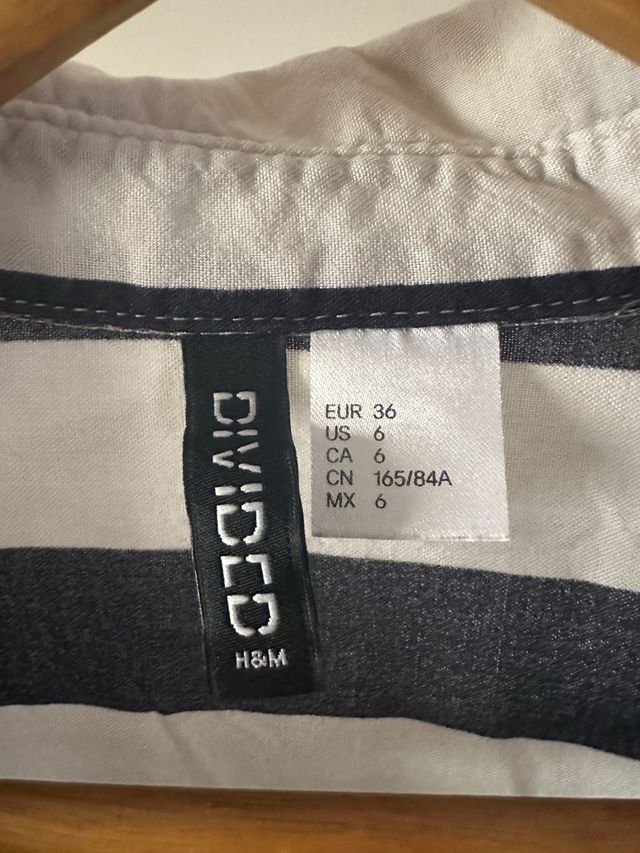 DIVIDED
H&M
EUR 36
US 6
CA 6
CN 165/84A
MX 6